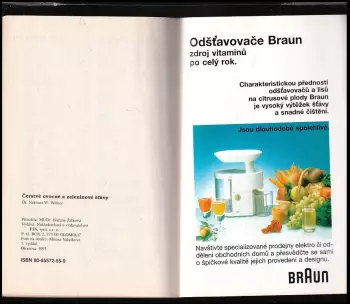 Čerstvé ovocné a zeleninové šťávy
Dr. Norman W. Walker
ISBN 80-85572-55-9
Odšťavovače Braun
zdroj vitaminů
po celý rok.
Charakteristickou předností
odšťavovačů a lisů
na citrusové plody Braun
je vysoký výtěžek šťávy
a snadné čištění.
Jsou dlouhodobě spolehlivé.
Navštivte specializované prodejny elektro či od-
dělení obchodních domů a přesvědčte se sami
o špičkové kvalitě jejich provedení a designu.
BRAUN